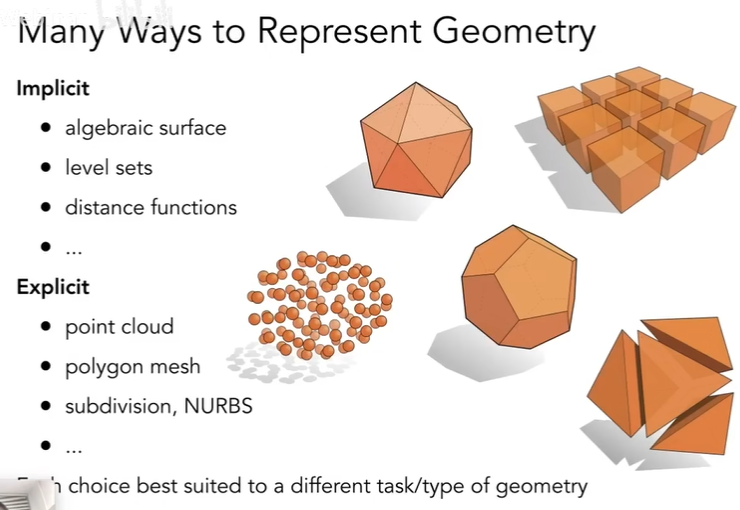 Many Ways to Represent Geometry
Implicit
● algebraic surface
● level sets
● distance functions
● ...
Explicit
● point cloud
● polygon mesh
● subdivision, NURBS
● ...
choice best suited to a different task/type of geometry